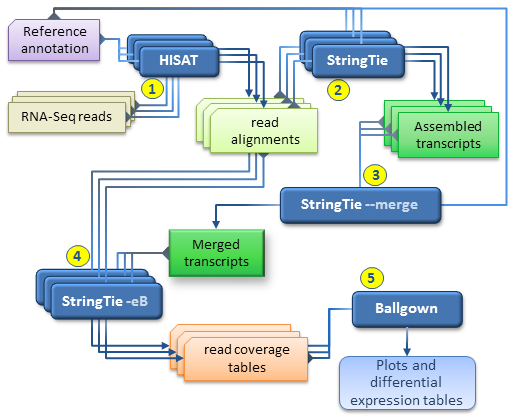 Reference
annotation
HISAT
StringTie
1
2
RNA-Seq reads
read
alignments
Assembled
transcripts
3
StringTie --merge
4
Merged
transcripts
5
StringTie -eB
Ballgown
read coverage
tables
Plots and
differential
expression tables